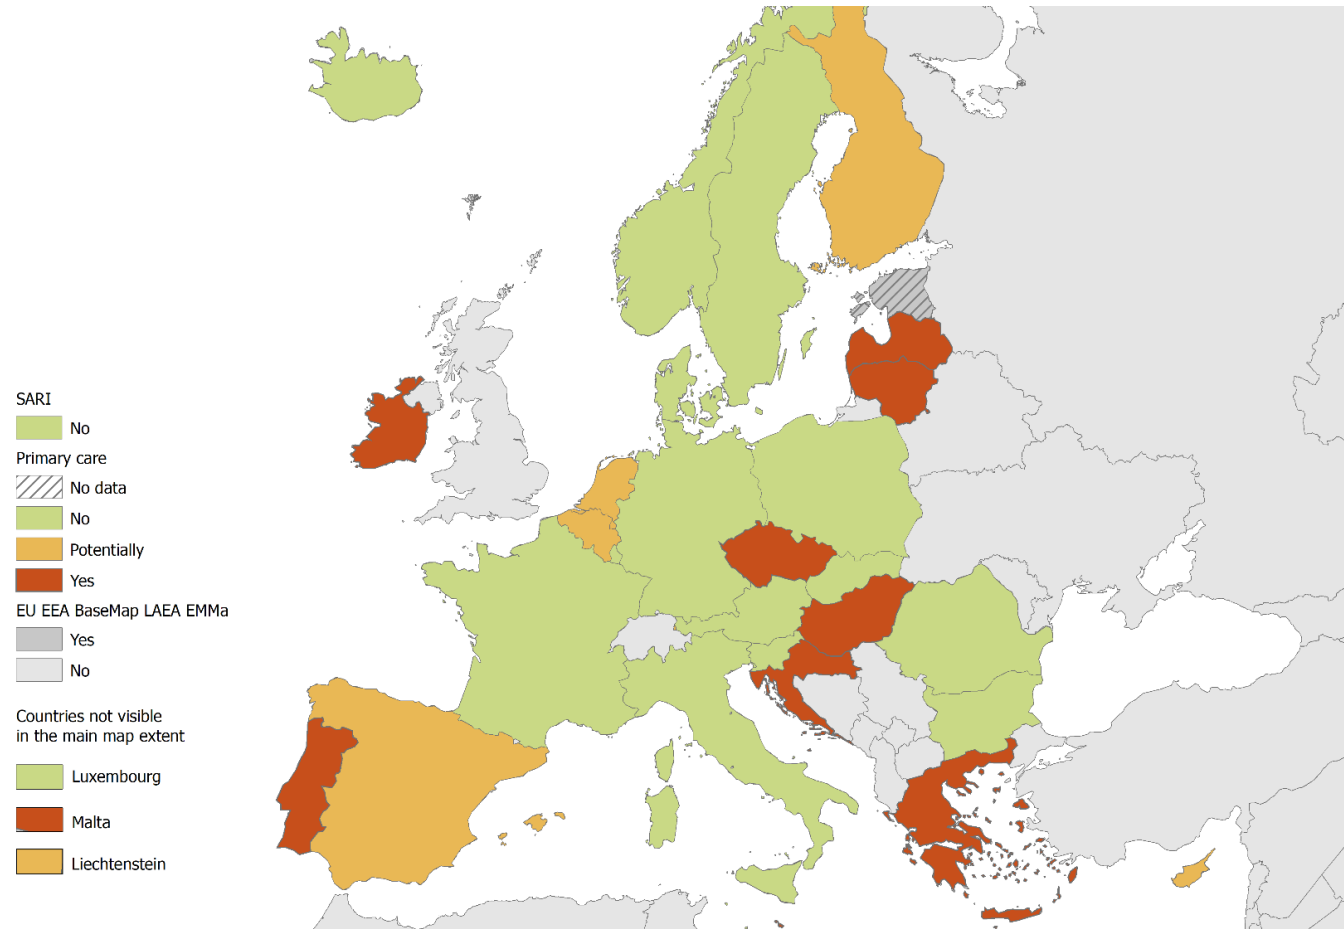 SARI
No
Primary care
No data
No
Potentially
Yes
EU EEA BaseMap LAEA EMMa
Yes
No
Countries not visible
in the main map extent
Luxembourg
Malta
Liechtenstein